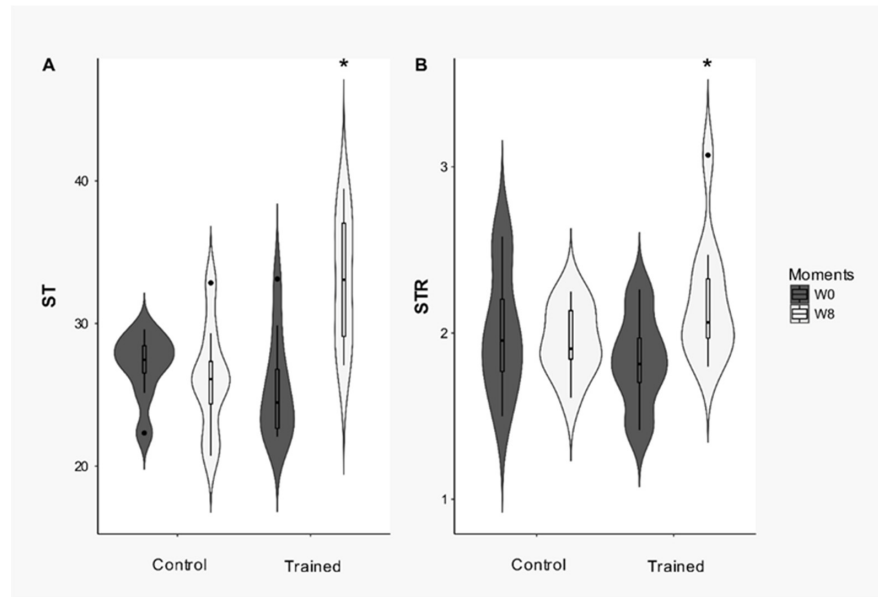 A
B
*
*
ST
40
30
20
Control
Trained
STR
3
2
1
Control
Trained
Moments
W0
W8